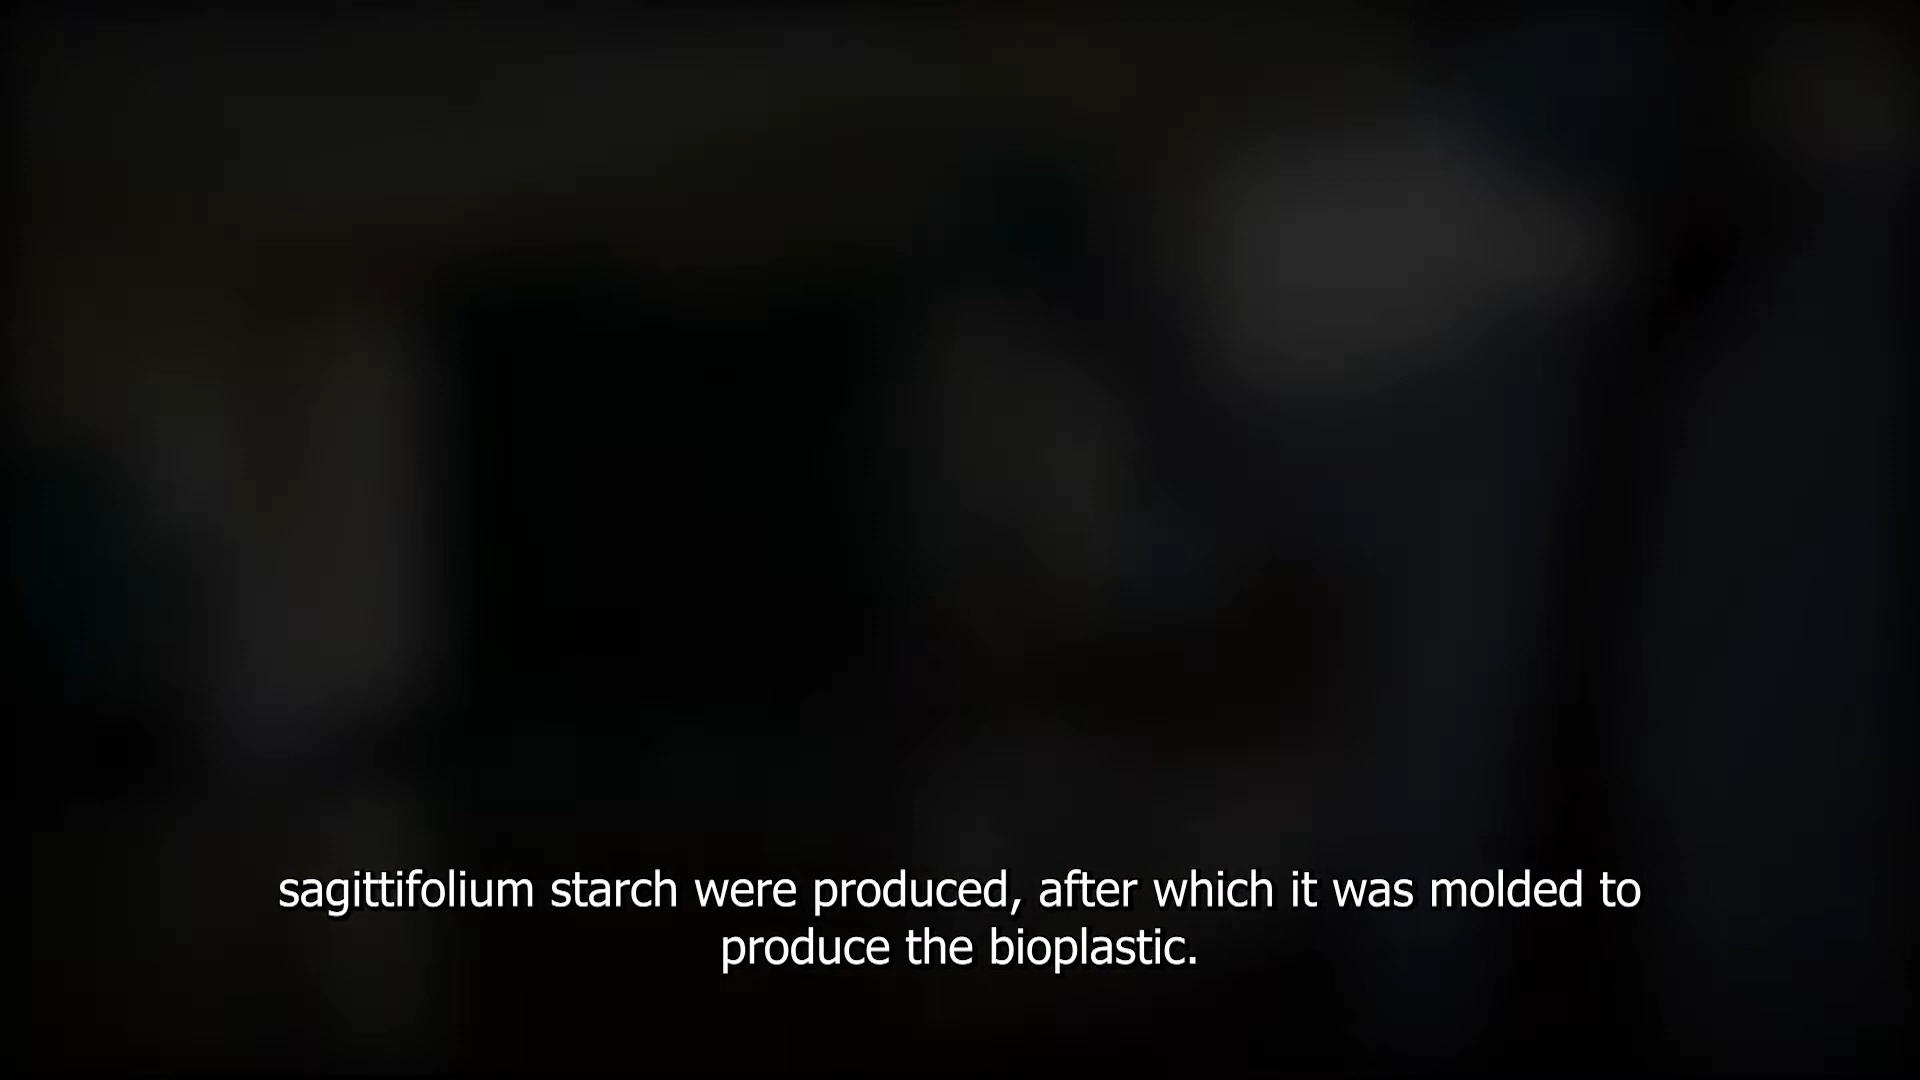 sagittifolium starch were produced, after which it was molded to
produce the bioplastic.